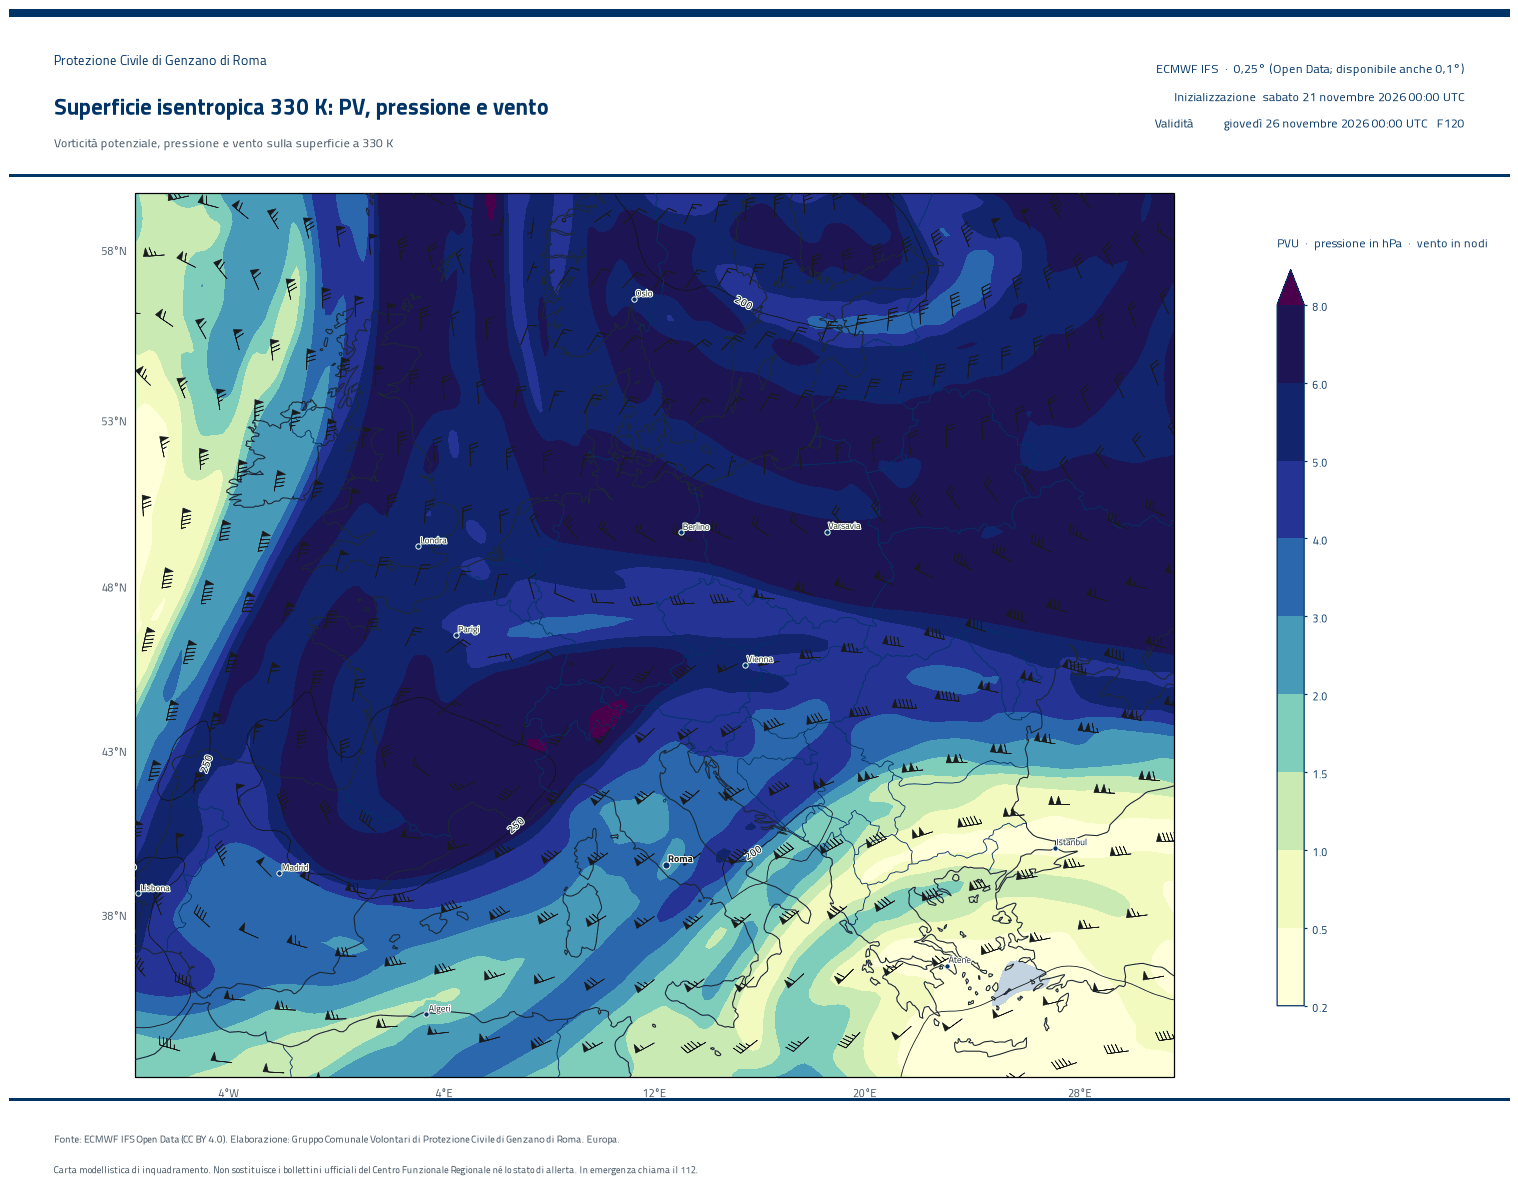 Protezione Civile di Genzano di Roma
Superficie isentropica 330 K: PV, pressione e vento
Vorticità potenziale, pressione e vento sulla superficie a 330 K
ECMWF IFS · 0,25° (Open Data; disponibile anche 0,1°)
Inizializzazione sabato 21 novembre 2026 00:00 UTC
Validità giovedì 26 novembre 2026 00:00 UTC F120
PVU · pressione in hPa · vento in nodi
8.0
6.0
5.0
4.0
3.0
2.0
1.5
1.0
0.5
0.2
58°N
53°N
48°N
43°N
38°N
Oslo
200
Londra
Berlino
Varsavia
Parigi
Vienna
250
250
200
Roma
Madrid
Lisbona
Istanbul
Atene
Algeri
4°W
4°E
12°E
20°E
28°E
Fonte: ECMWF IFS Open Data (CC BY 4.0). Elaborazione: Gruppo Comunale Volontari di Protezione Civile di Genzano di Roma. Europa.
Carta modellistica di inquadramento. Non sostituisce i bollettini ufficiali del Centro Funzionale Regionale né lo stato di allerta. In emergenza chiama il 112.